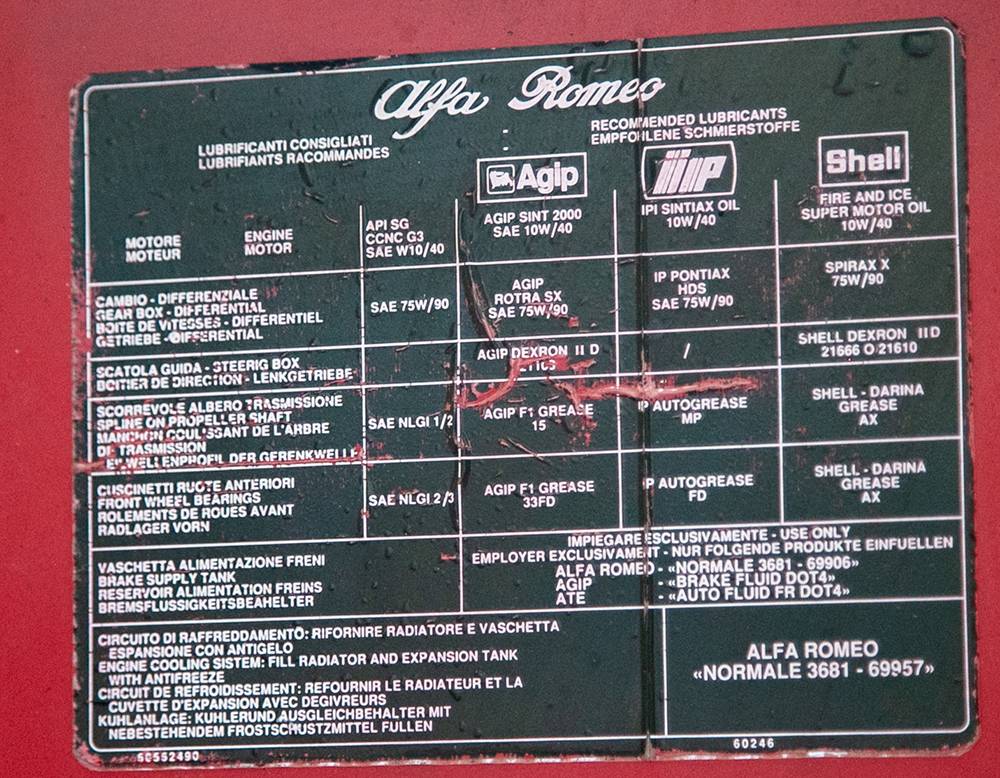 Alfa Romeo
LUBRIFICANTI CONSIGLIATI
LUBRIFIANTS RACOMMANDES
RECOMMENDED LUBRICANTS
EMPFOHLENE SCHMIERSTOFFE
Agip
IP
Shell
MOTORE
MOTEUR
ENGINE
MOTOR
API SG
CCNC G3
SAE W10/40
AGIP SINT 2000
SAE 10W/40
IPI SINTIAX OIL
10W/40
FIRE AND ICE
SUPER MOTOR OIL
10W/40
CAMBIO - DIFFERENZIALE
GEAR BOX - DIFFERENTIAL
BOITE DE VITESSES - DIFFERENTIEL
GETRIEBE - DIFFERENTIAL
SAE 75W/90
AGIP
ROTRA SX
SAE 75W/90
IP PONTIAX
HDS
SAE 75W/90
SPIRAX X
75W/90
SCATOLA GUIDA - STEERIG BOX
BOITIER DE DIRECTION - LENKGETRIEBE
AGIP DEXRON II D
/
SHELL DEXRON II D
21666 O 21610
SCORREVOLE ALBERO TRASMISSIONE
SPLINE ON PROPELLER SHAFT
MANCHON COULISSANT DE L'ARBRE
DE TRASMISSION
DER GERENKWELLE
SAE NLGI 1/2
AGIP F1 GREASE
15
IP AUTOGREASE
MP
SHELL - DARINA
GREASE
AX
CUSCINETTI RUOTE ANTERIORI
FRONT WHEEL BEARINGS
ROLEMENTS DE ROUES AVANT
RADLAGER VORN
SAE NLGI 2/3
AGIP F1 GREASE
33FD
IP AUTOGREASE
FD
SHELL - DARINA
GREASE
AX
VASCHETTA ALIMENTAZIONE FRENI
BRAKE SUPPLY TANK
RESERVOIR ALIMENTATION FREINS
BREMSFLUSSIGKEITSBEAHELTER
IMPIEGARE ESCLUSIVAMENTE - USE ONLY
EMPLOYER EXCLUSIVAMENT - NUR FOLGENDE PRODUKTE EINFUELLEN
ALFA ROMEO - «NORMALE 3681 - 69906»
AGIP - «BRAKE FLUID DOT4»
ATE - «AUTO FLUID FR DOT4»
CIRCUITO DI RAFFREDDAMENTO: RIFORNIRE RADIATORE E VASCHETTA
ESPANSIONE CON ANTIGELO
ENGINE COOLING SISTEM: FILL RADIATOR AND EXPANSION TANK
WITH ANTIFREEZE
CIRCUIT DE REFROIDISSEMENT: REFOURNIR LE RADIATEUR ET LA
CUVETTE D'EXPANSION AVEC DEGIVREURS
KUHLANLAGE: KUHLERUND AUSGLEICHBEHALTER MIT
NEBESTEHENDEM FROSTSCHUSTZMITTEL FULLEN
ALFA ROMEO
«NORMALE 3681 - 69957»
50552490
60246